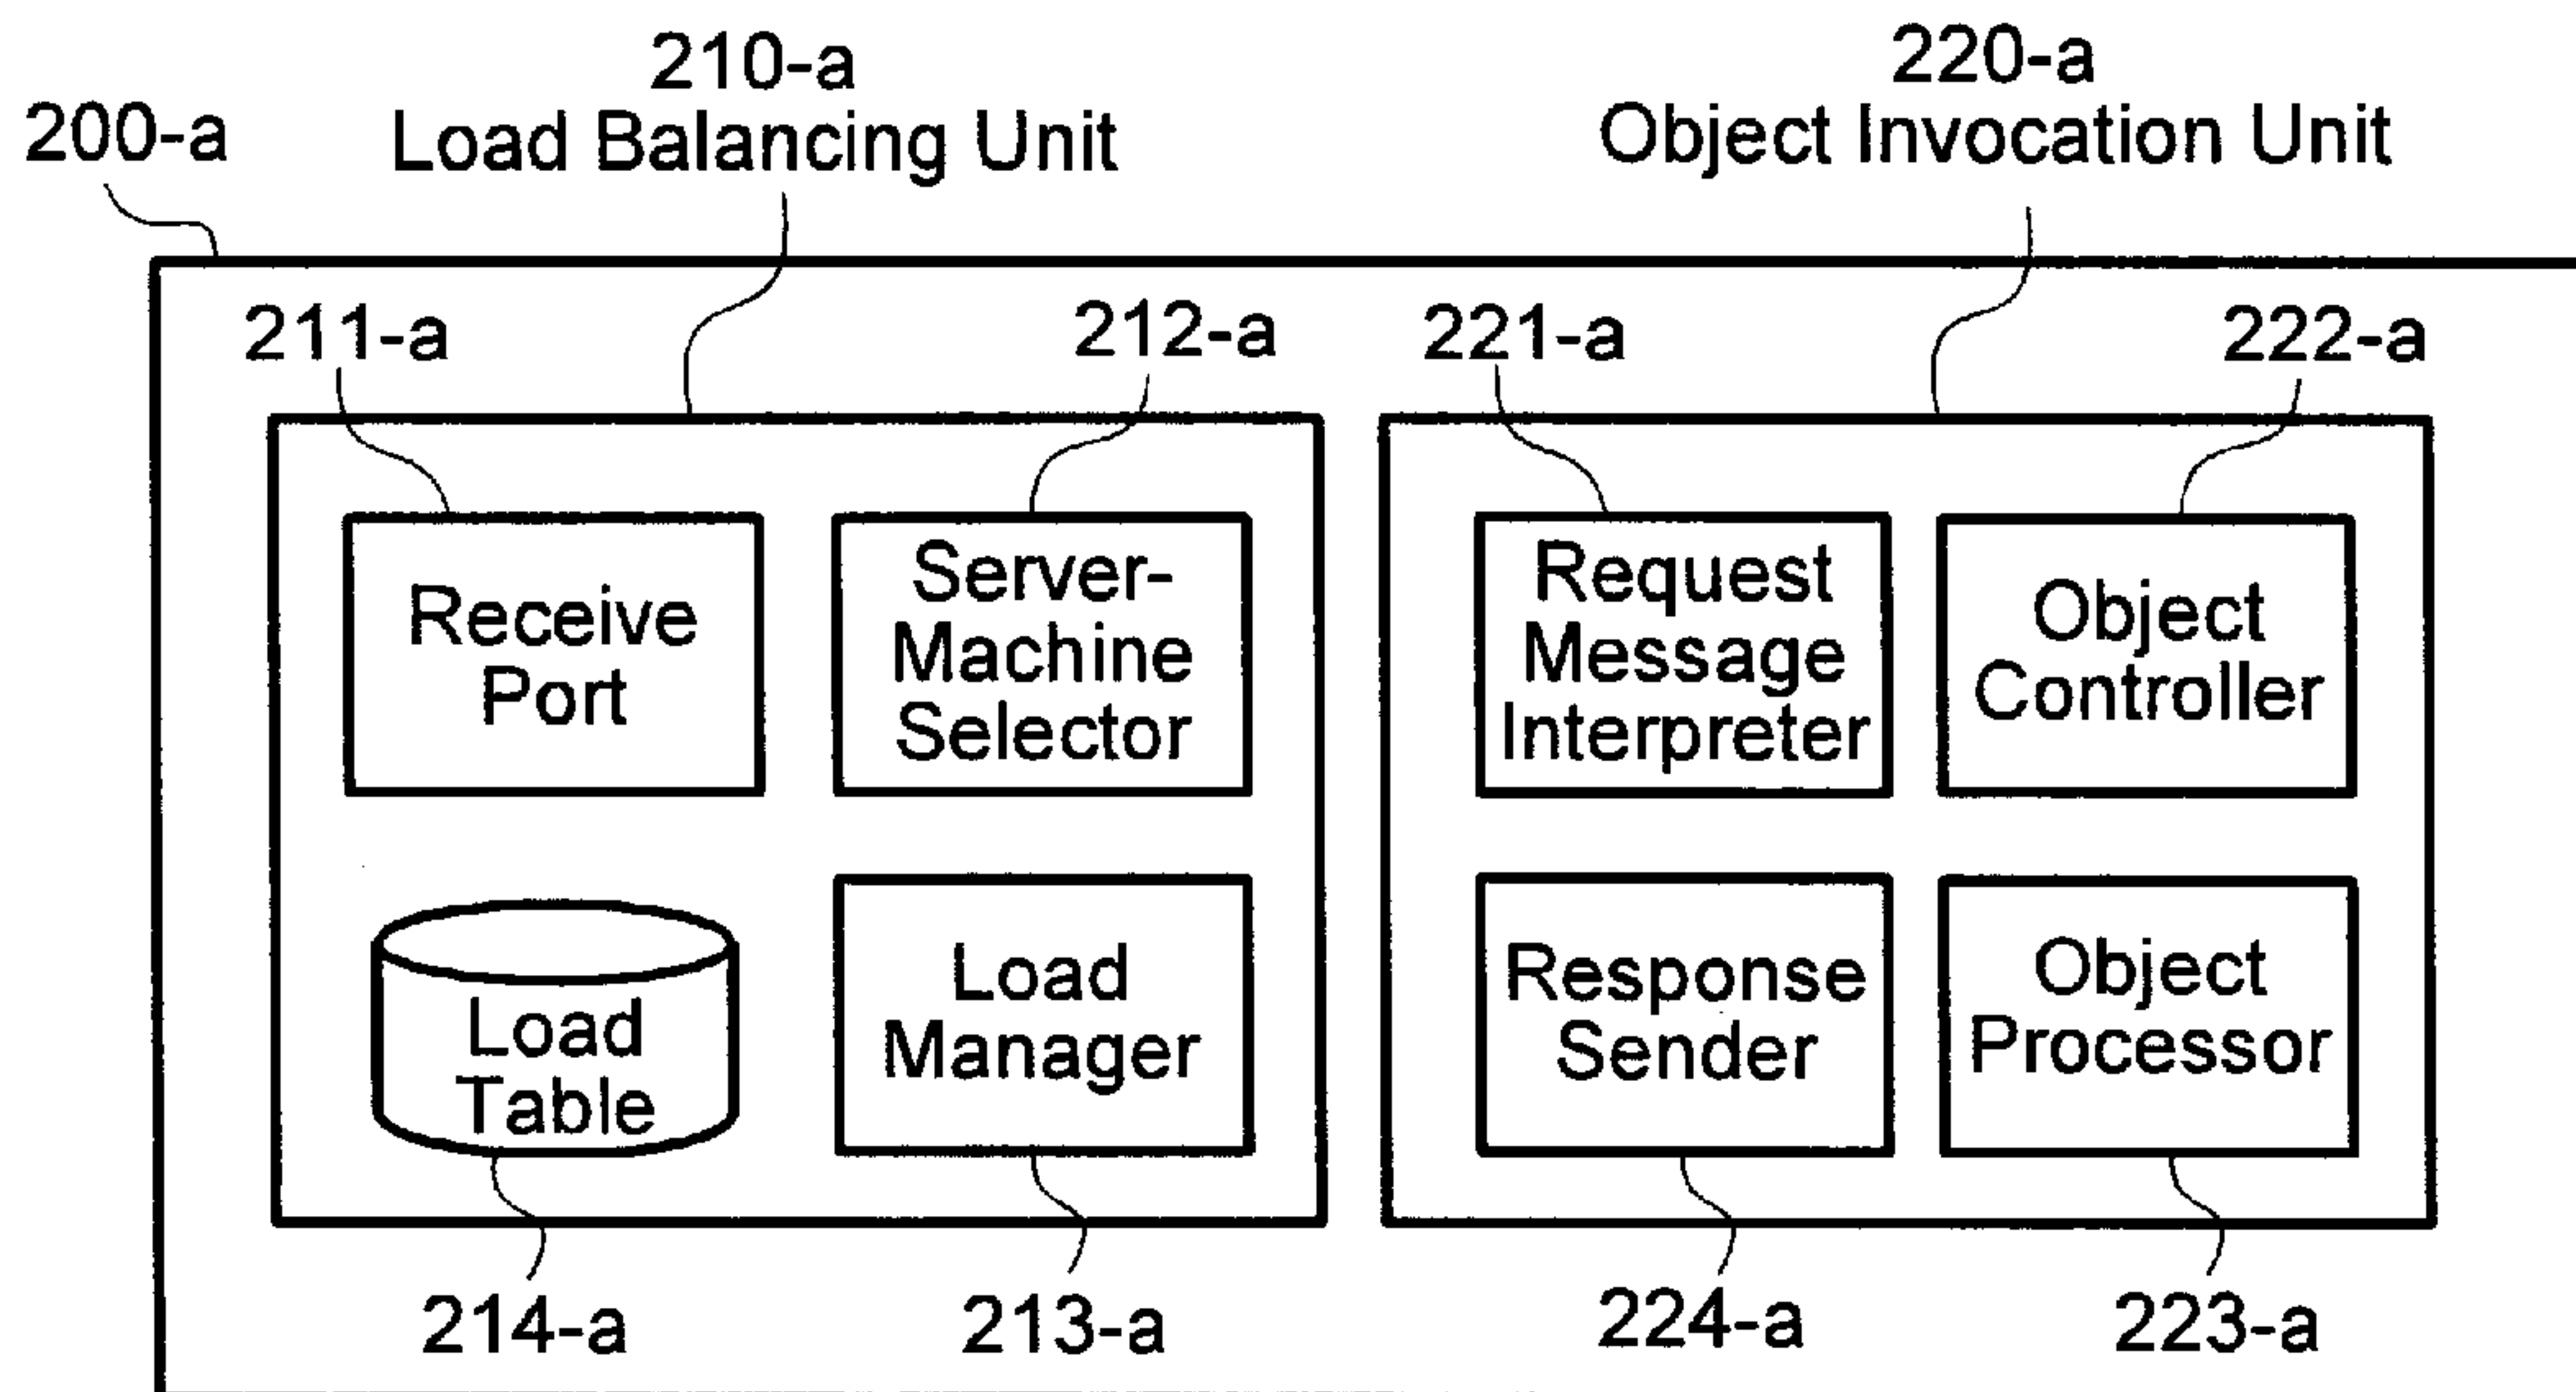 200-a
210-a
Load Balancing Unit
220-a
Object Invocation Unit
211-a
212-a
221-a
222-a
Receive
Port
Server-
Machine
Selector
Request
Message
Interpreter
Object
Controller
Load
Table
Load
Manager
Response
Sender
Object
Processor
214-a
213-a
224-a
223-a